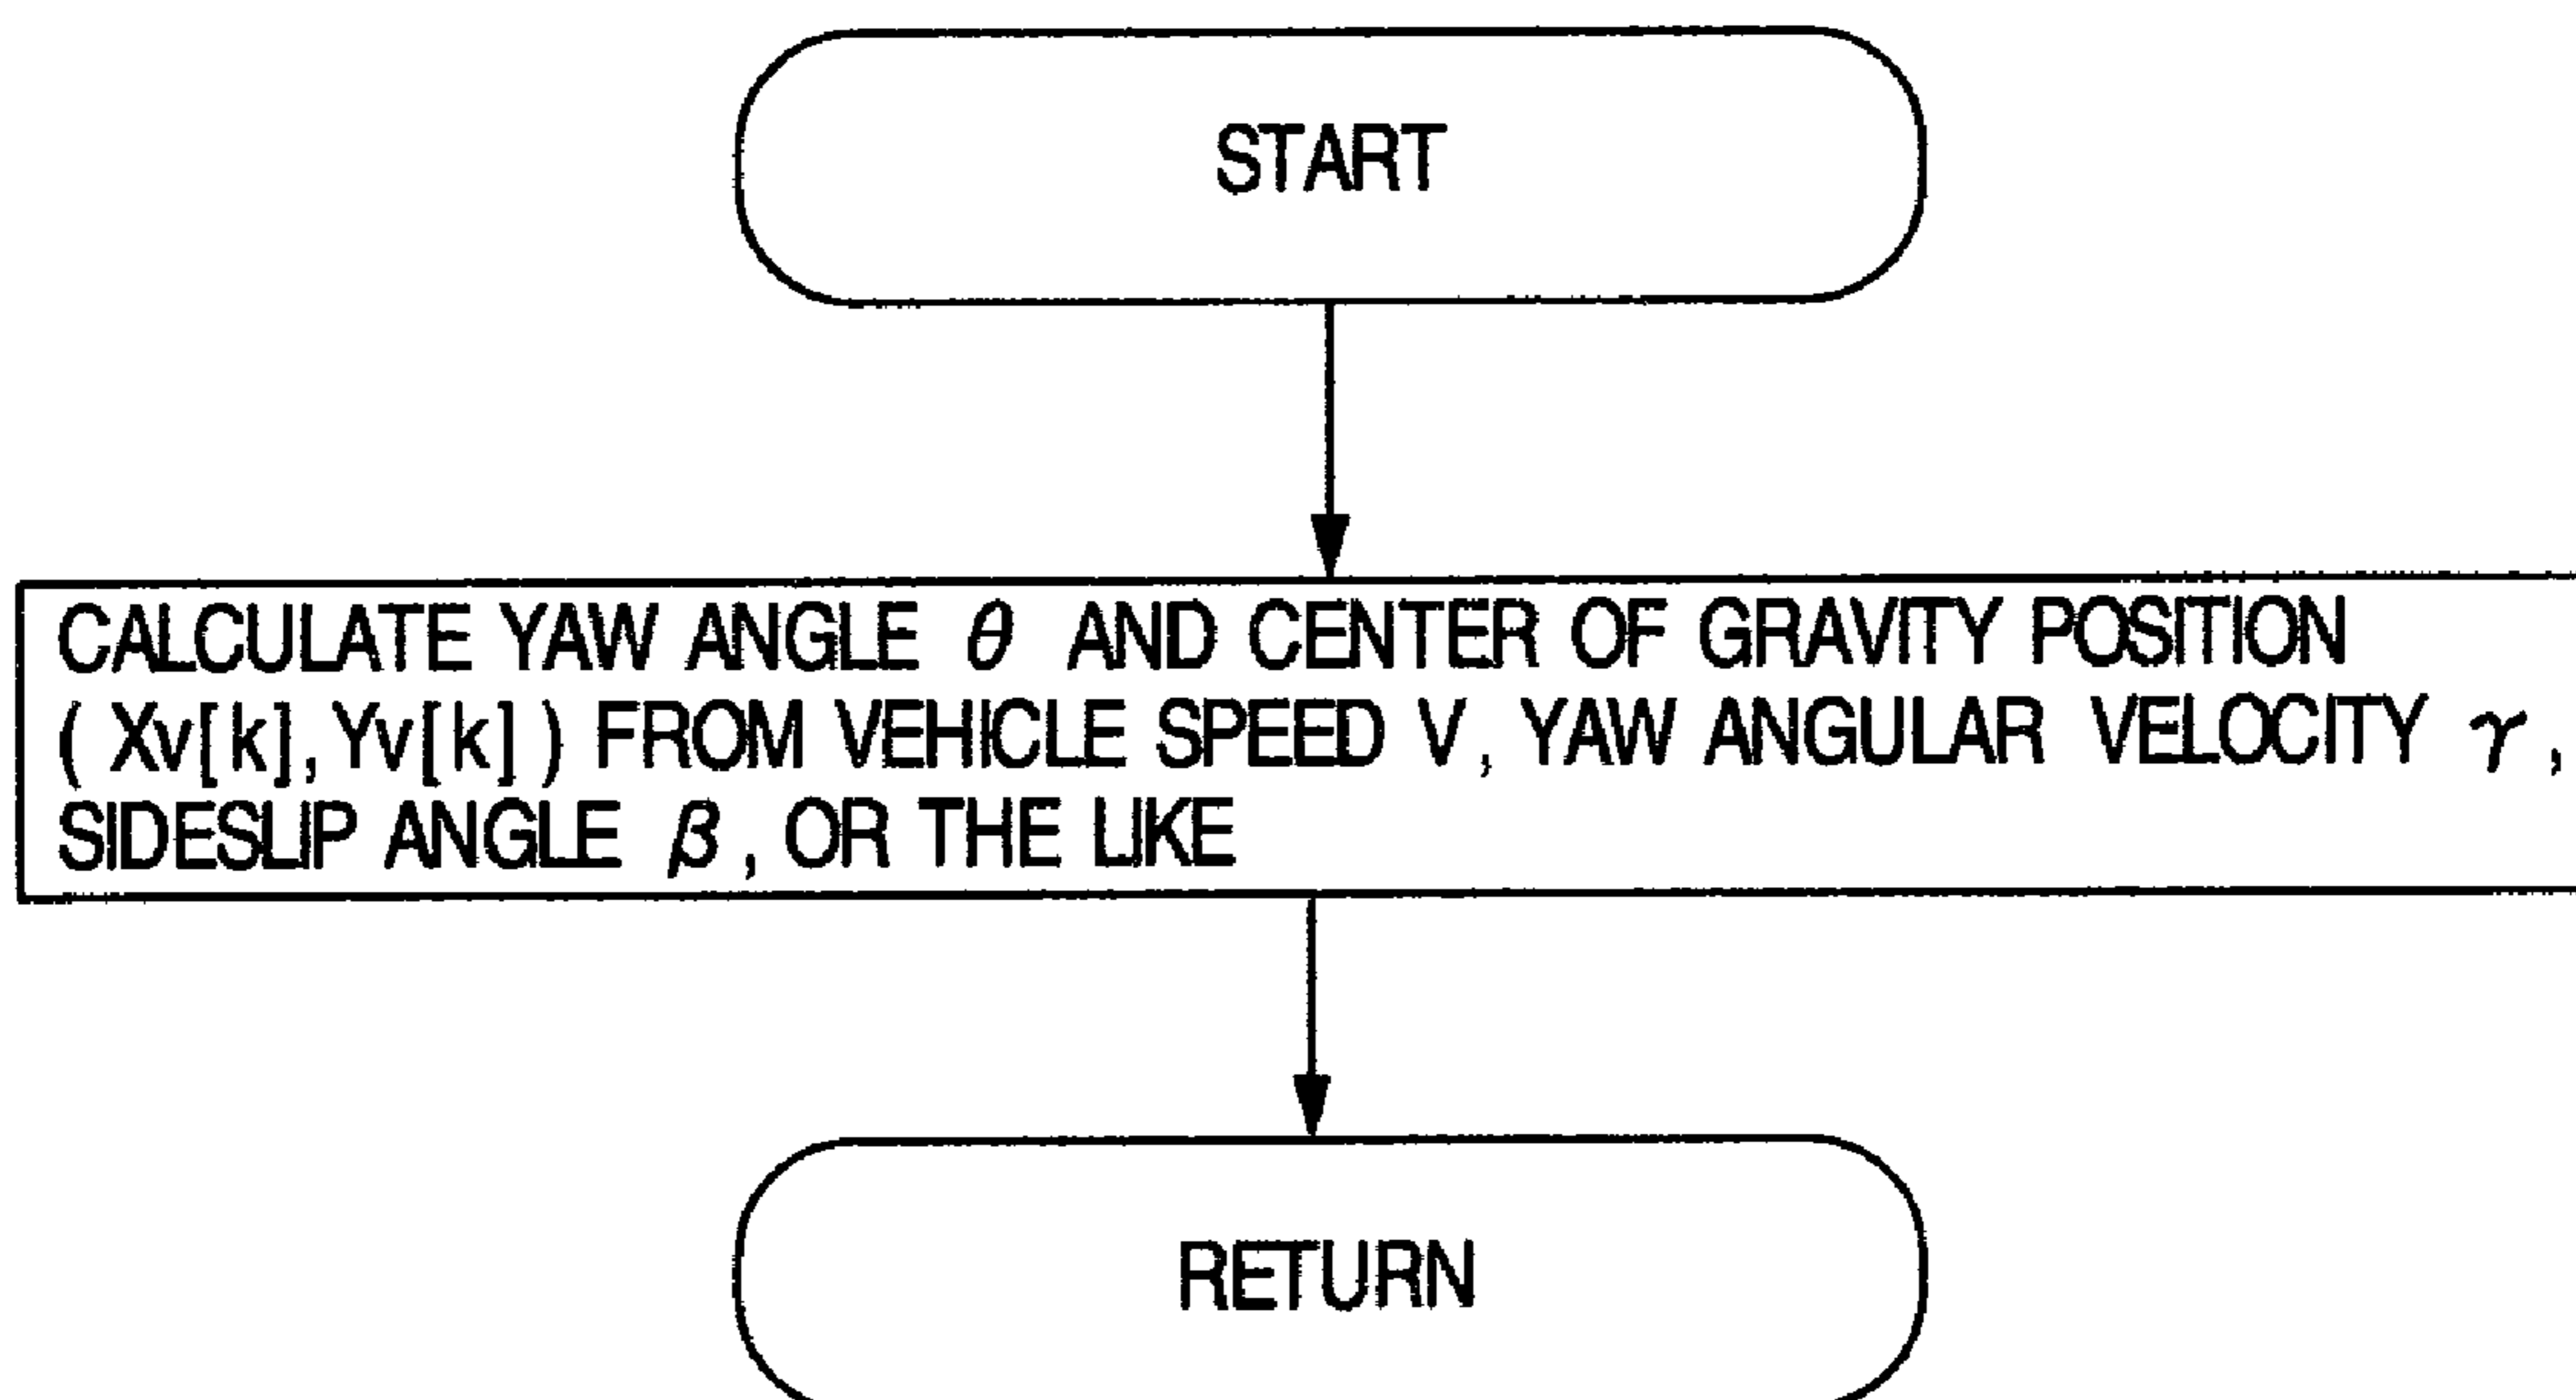 START
CALCULATE YAW ANGLE θ AND CENTER OF GRAVITY POSITION
( Xv[k], Yv[k] ) FROM VEHICLE SPEED V, YAW ANGULAR VELOCITY γ,
SIDESLIP ANGLE β, OR THE LIKE
RETURN